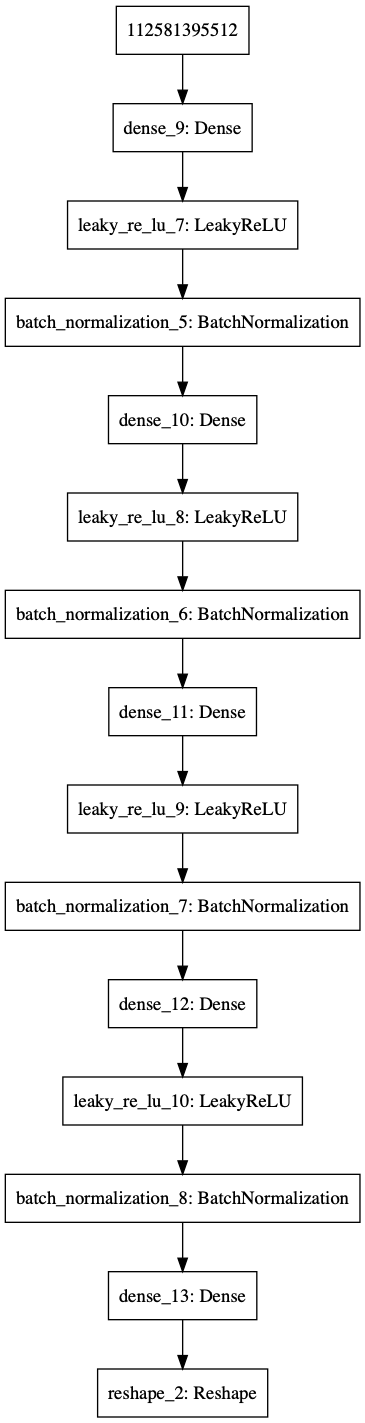 112581395512
dense_9: Dense
leaky_re_lu_7: LeakyReLU
batch_normalization_5: BatchNormalization
dense_10: Dense
leaky_re_lu_8: LeakyReLU
batch_normalization_6: BatchNormalization
dense_11: Dense
leaky_re_lu_9: LeakyReLU
batch_normalization_7: BatchNormalization
dense_12: Dense
leaky_re_lu_10: LeakyReLU
batch_normalization_8: BatchNormalization
dense_13: Dense
reshape_2: Reshape